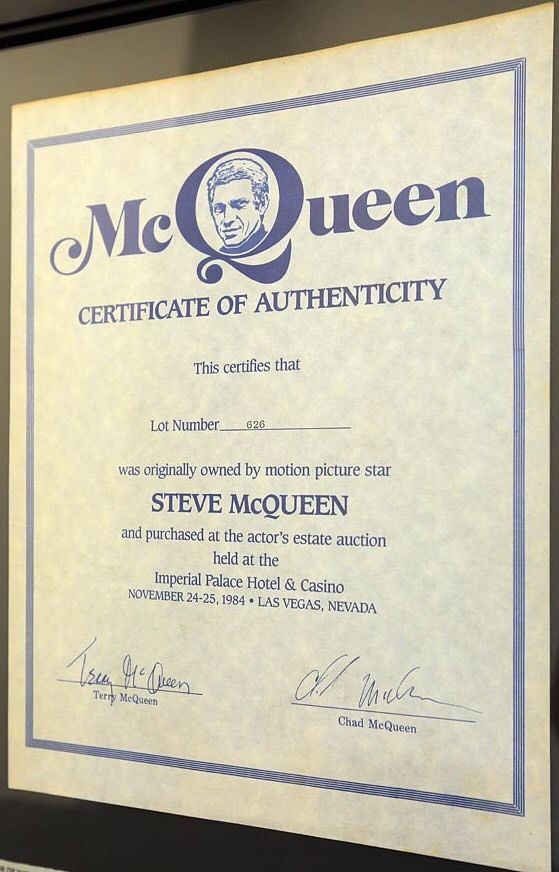 McQueen
CERTIFICATE OF AUTHENTICITY
This certifies that
Lot Number 626
was originally owned by motion picture star
STEVE McQUEEN
and purchased at the actor's estate auction
held at the
Imperial Palace Hotel & Casino
NOVEMBER 24-25, 1984 • LAS VEGAS, NEVADA
Terry McQueen
Terry McQueen
Chad McQueen